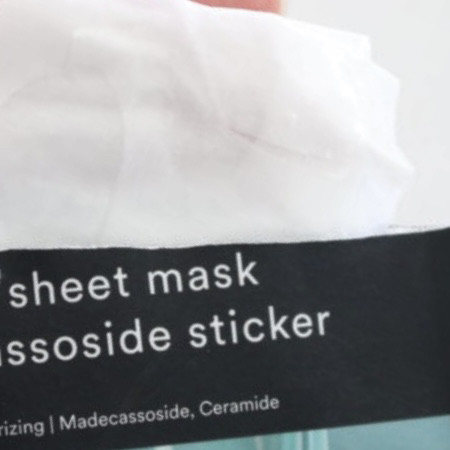 sheet mask
ssoside sticker
rizing | Madecassoside, Ceramide